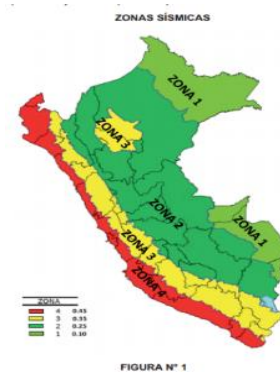 ZONAS SÍSMICAS
ZONA 1
ZONA 3
ZONA 2
ZONA 1
ZONA 3
ZONA 4
ZONA
4 0.45
3 0.35
2 0.25
1 0.10
FIGURA N° 1